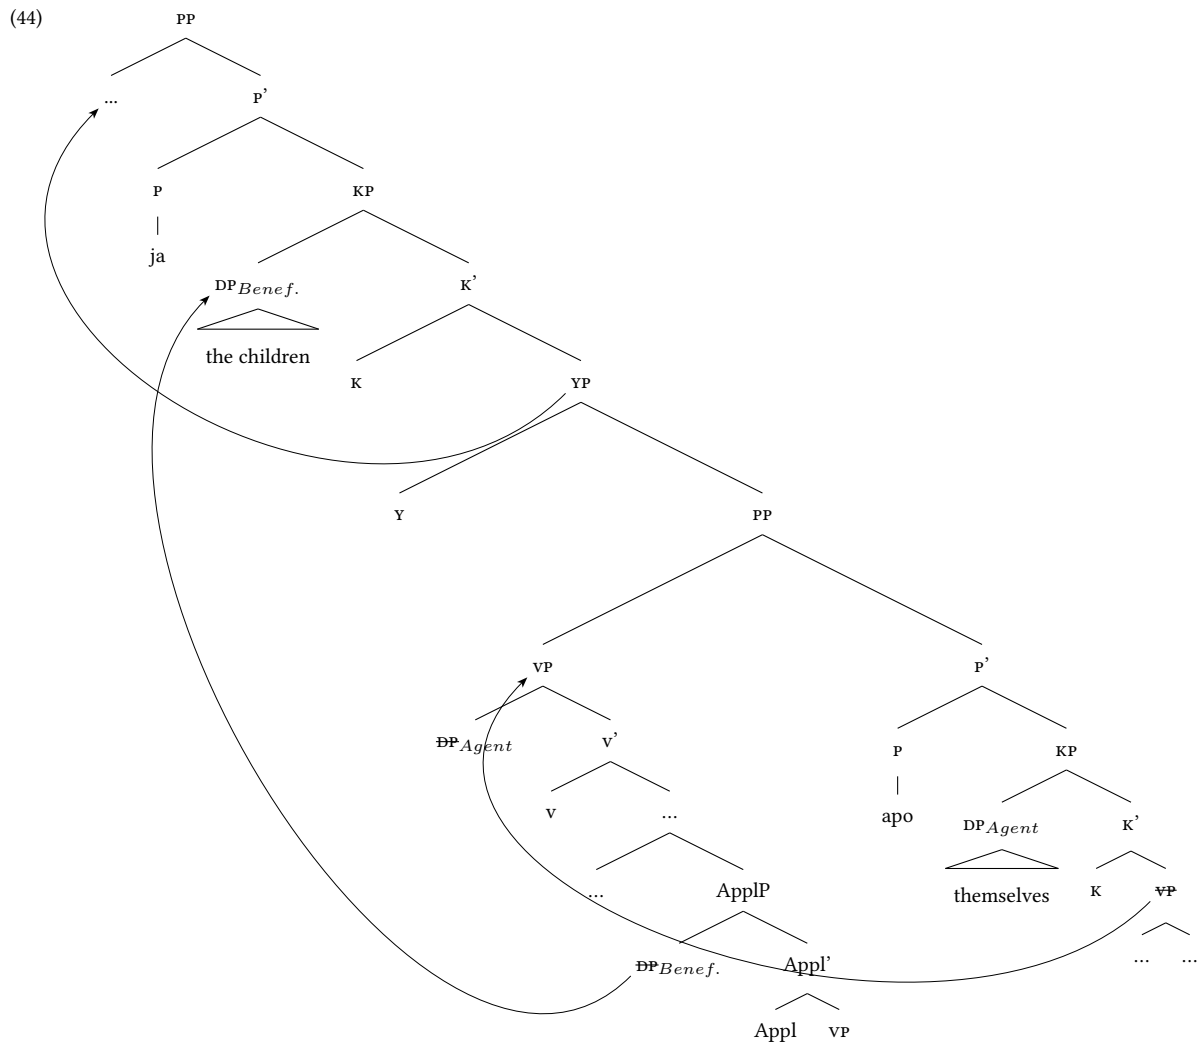 (44)
PP
...
P’
P
KP
ja
DP Benef.
K’
the children
K
YP
Y
PP
VP
P’
DP Agent
v’
P
KP
v
...
apo
DP Agent
K’
...
ApplP
themselves
K
VP
DP Benef.
Appl’
...
...
Appl
VP